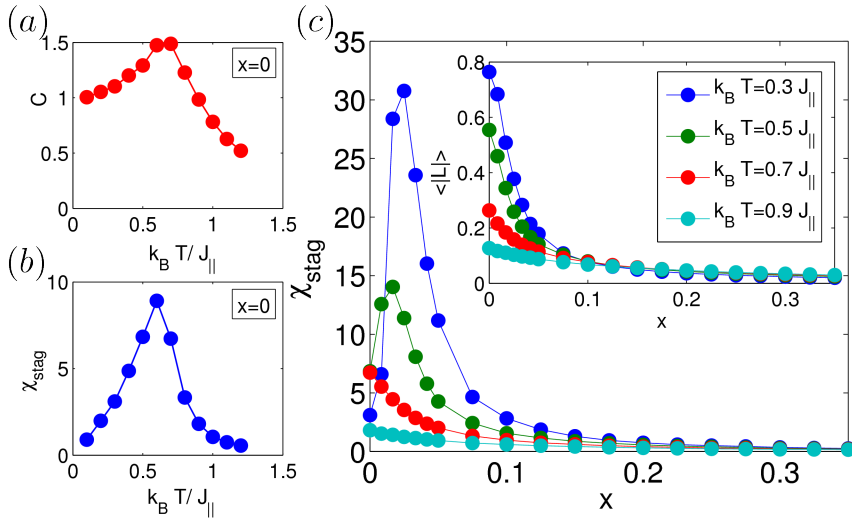 (a)
1.5
1
0.5
0
C
x=0
0
0.5
1
1.5
k_B T/ J_||
(b)
10
5
0
χ_stag
x=0
0
0.5
1
1.5
k_B T/ J_||
(c)
35
30
25
20
15
10
5
0
χ_stag
0
0.1
0.2
0.3
x
0.8
0.6
0.4
0.2
0
<|L|>
0
0.1
0.2
0.3
x
k_B T=0.3 J_||
k_B T=0.5 J_||
k_B T=0.7 J_||
k_B T=0.9 J_||